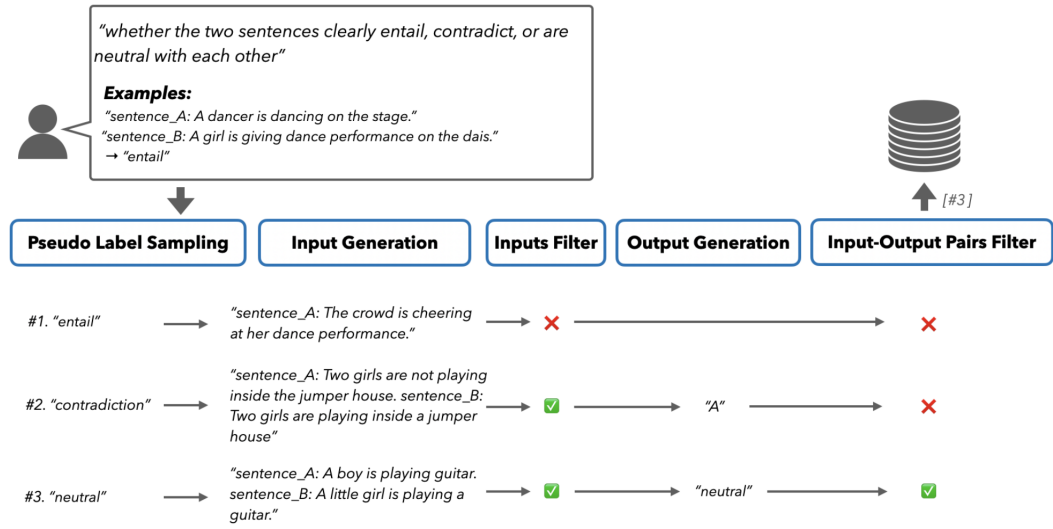 “whether the two sentences clearly entail, contradict, or are
neutral with each other”
Examples:
“sentence_A: A dancer is dancing on the stage.”
“sentence_B: A girl is giving dance performance on the dais.”
→ “entail”
[#3]
Pseudo Label Sampling
Input Generation
Inputs Filter
Output Generation
Input-Output Pairs Filter
#1. “entail”
“sentence_A: The crowd is cheering
at her dance performance.”
#2. “contradiction”
“sentence_A: Two girls are not playing
inside the jumper house. sentence_B:
Two girls are playing inside a jumper
house”
“A”
#3. “neutral”
“sentence_A: A boy is playing guitar.
sentence_B: A little girl is playing a
guitar.”
“neutral”